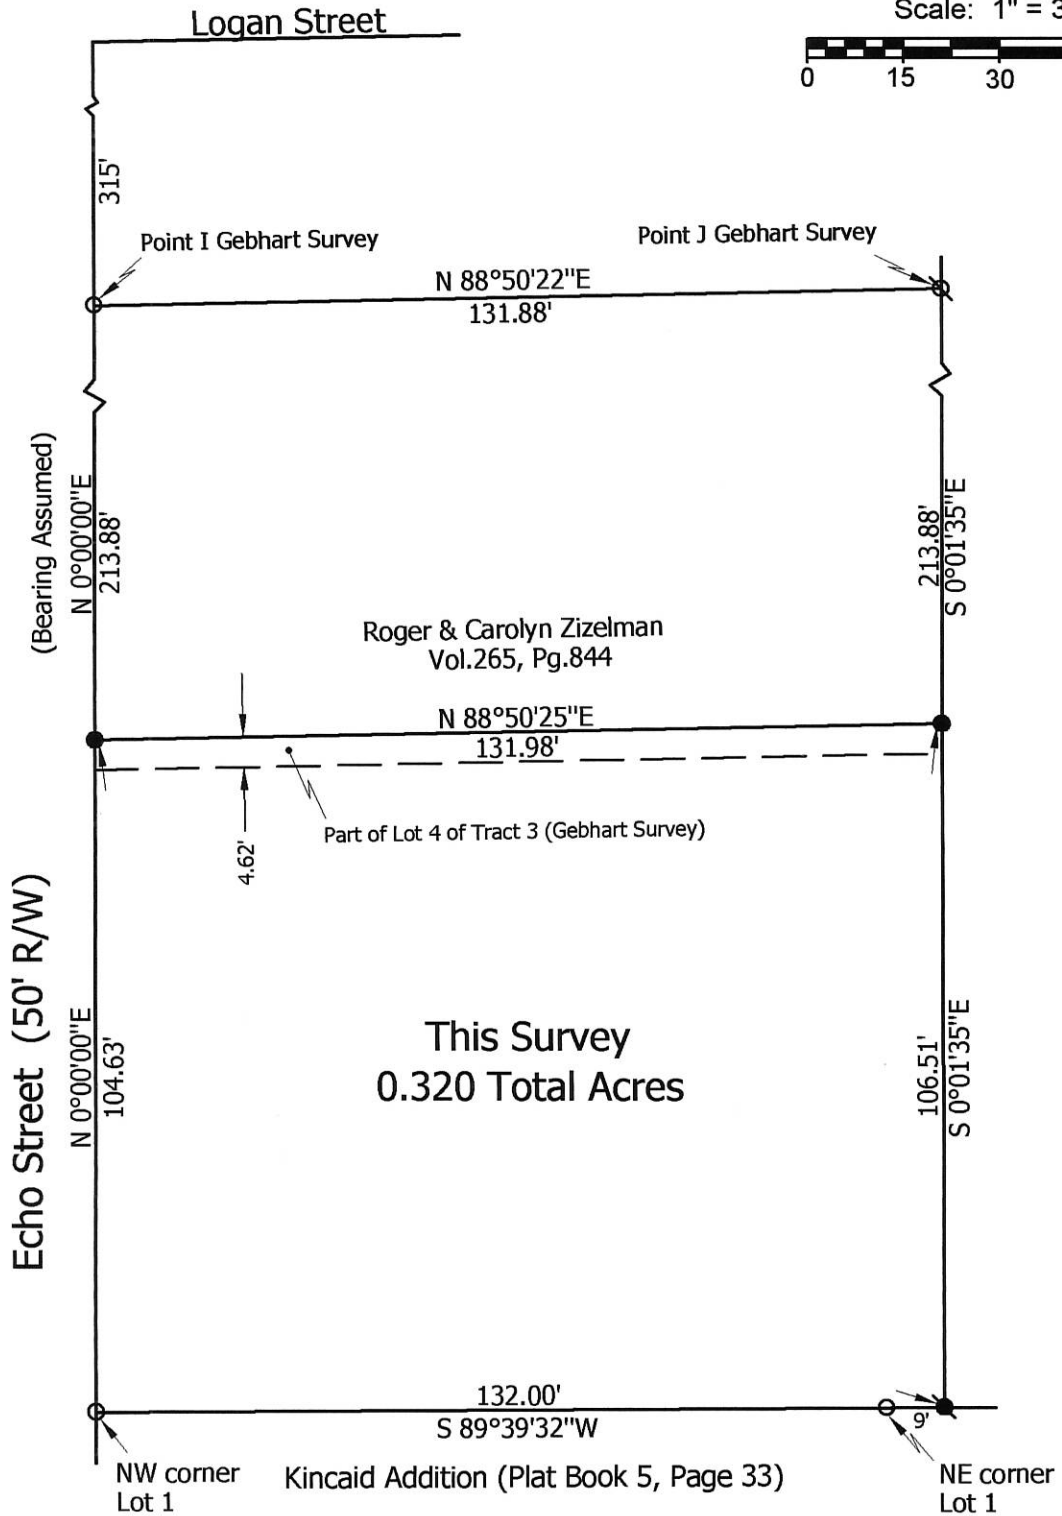 Logan Street
Scale: 1" = 3
0 15 30
315'
Point I Gebhart Survey
Point J Gebhart Survey
N 88°50'22"E
131.88'
(Bearing Assumed)
N 0°00'00"E
213.88'
213.88'
S 0°01'35"E
Roger & Carolyn Zizelman
Vol.265, Pg.844
N 88°50'25"E
131.98'
4.62'
Part of Lot 4 of Tract 3 (Gebhart Survey)
Echo Street (50' R/W)
N 0°00'00"E
104.63'
This Survey
0.320 Total Acres
106.51'
S 0°01'35"E
132.00'
S 89°39'32"W
9'
NW corner
Lot 1
Kincaid Addition (Plat Book 5, Page 33)
NE corner
Lot 1